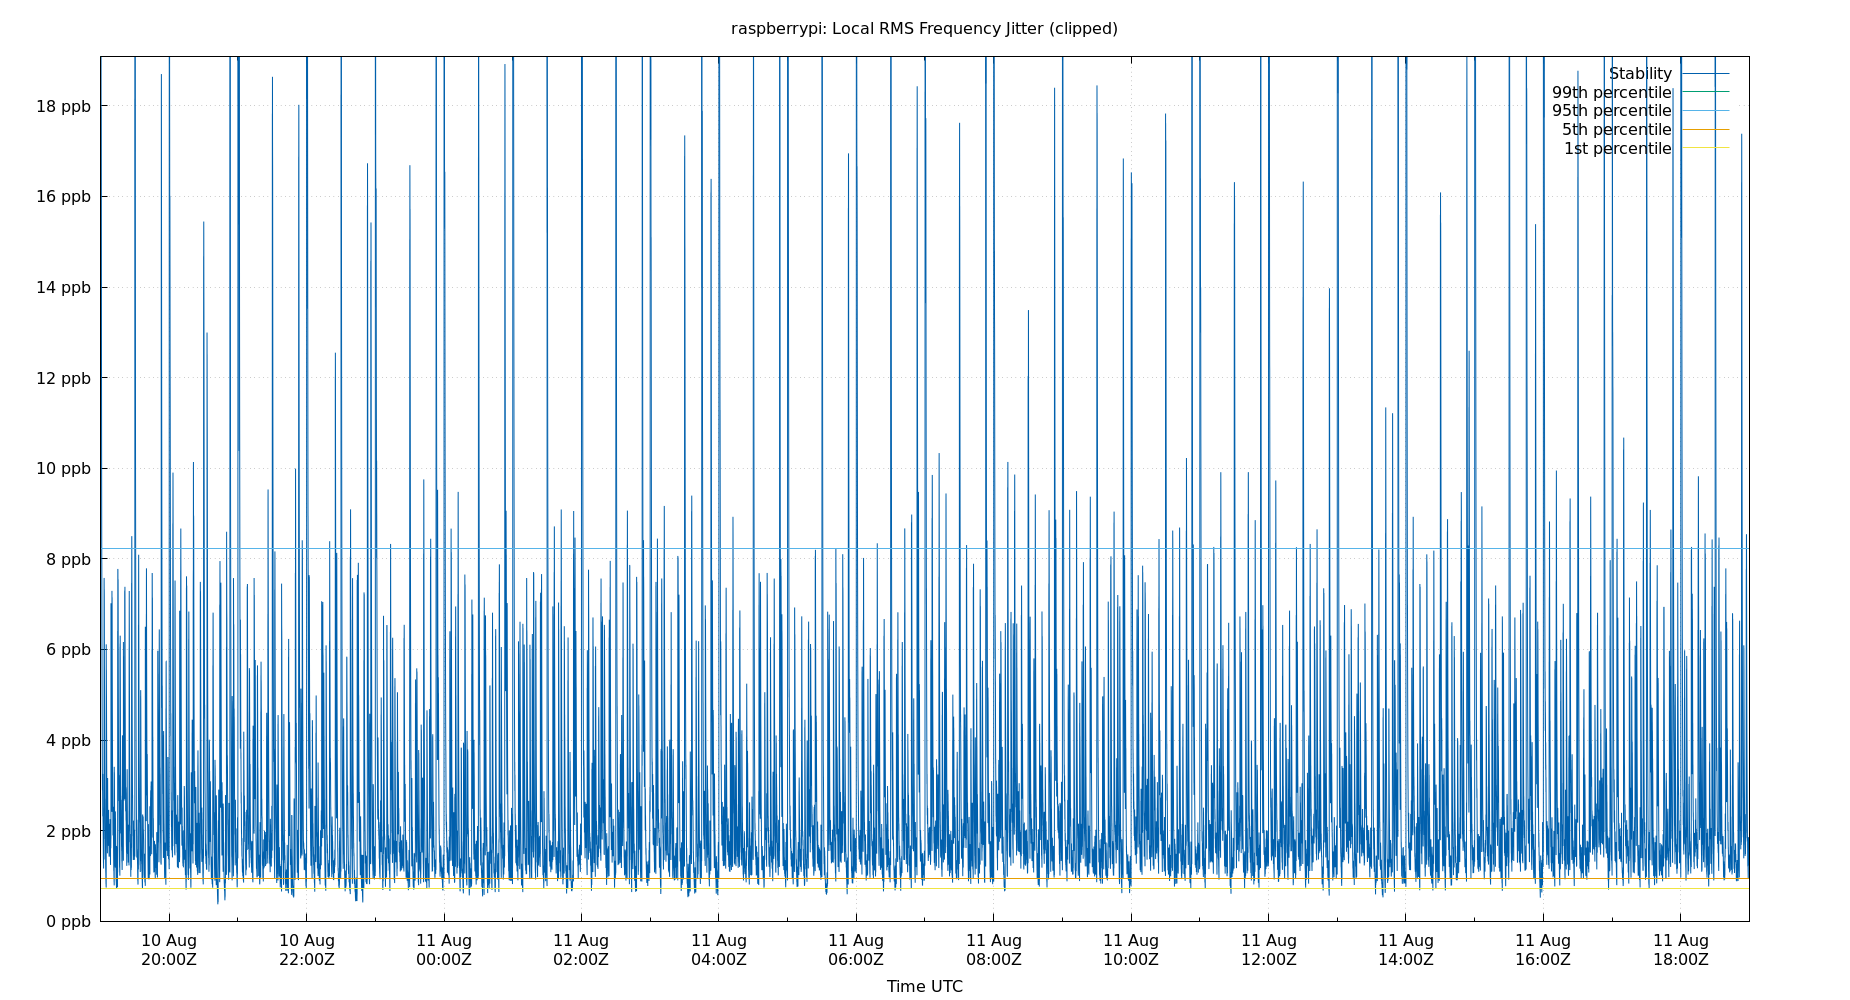 raspberrypi: Local RMS Frequency Jitter (clipped)
Stability
99th percentile
95th percentile
5th percentile
1st percentile
18 ppb
16 ppb
14 ppb
12 ppb
10 ppb
8 ppb
6 ppb
4 ppb
2 ppb
0 ppb
10 Aug 10 Aug 11 Aug 11 Aug 11 Aug 11 Aug 11 Aug 11 Aug 11 Aug 11 Aug 11 Aug 11 Aug
20:00Z 22:00Z 00:00Z 02:00Z 04:00Z 06:00Z 08:00Z 10:00Z 12:00Z 14:00Z 16:00Z 18:00Z
Time UTC